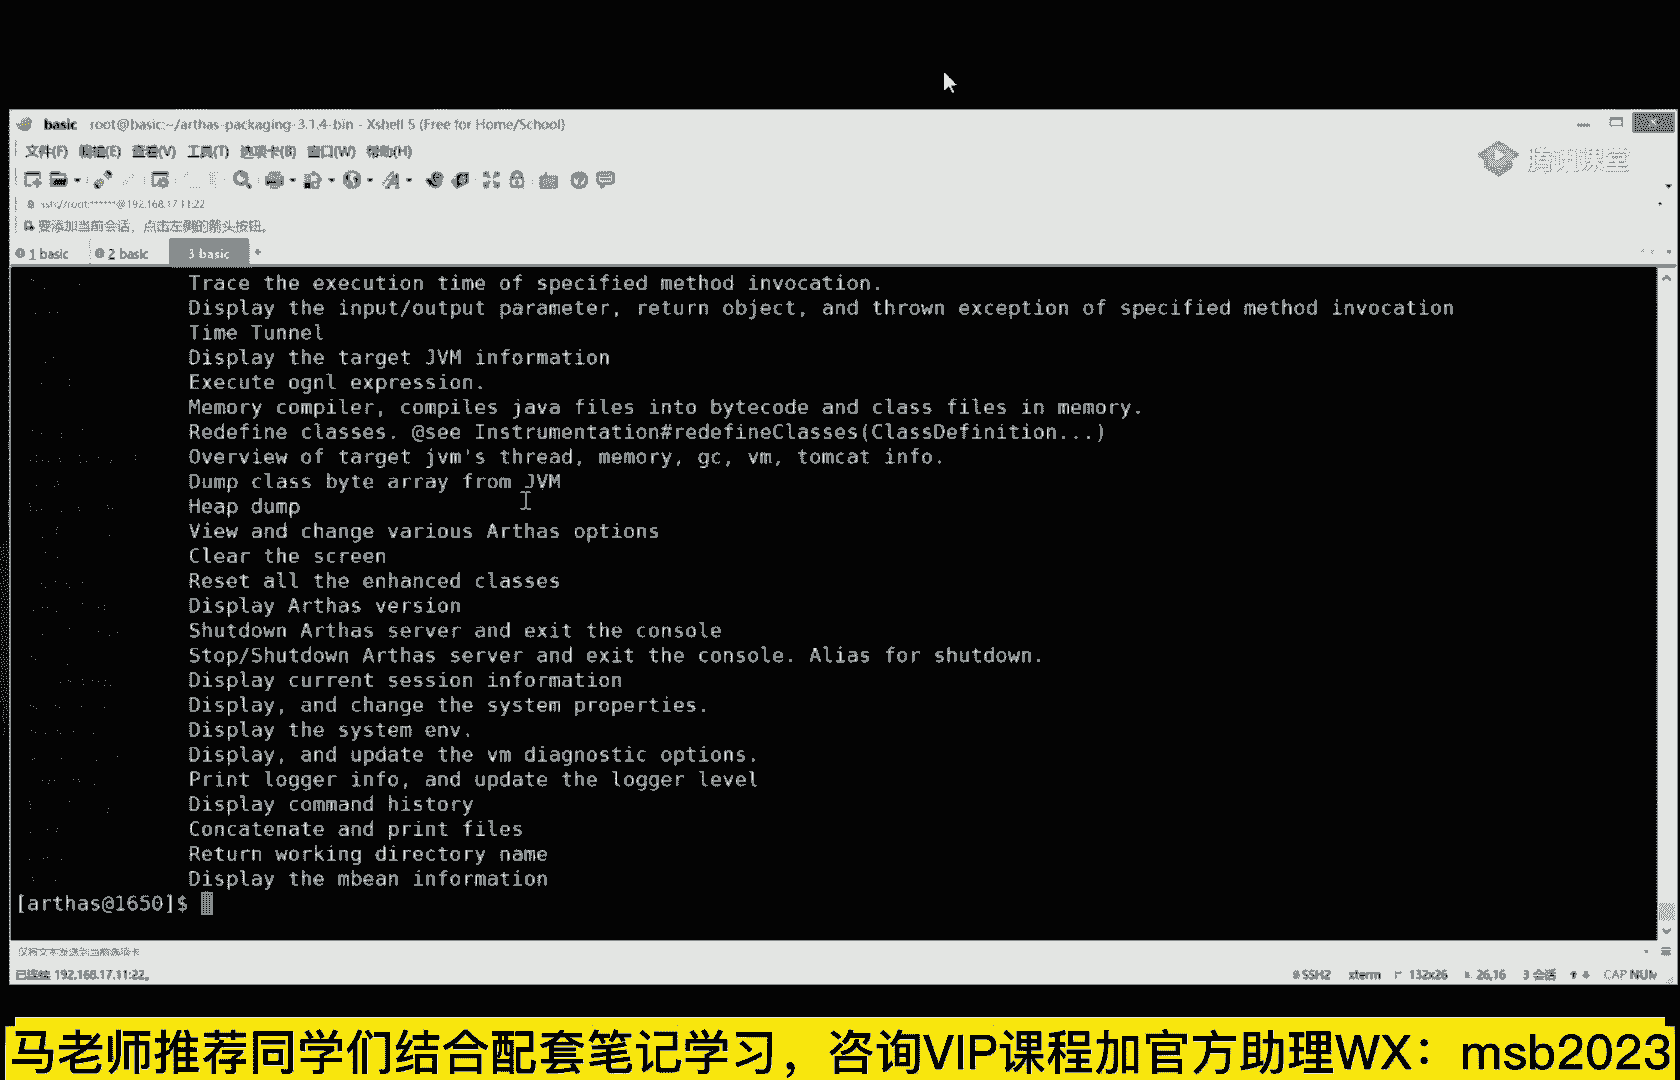 basic root@basic:~/arthas-packaging-3.1.4-bin - Xshell 5 (Free for Home/School)
文件(F) 编辑(E) 查看(V) 工具(T) 选项卡(B) 窗口(W) 帮助(H)
腾讯课堂
ssh://root:******@192.168.17.11:22
要添加当前会话，点击左侧的箭头按钮。
1 basic 2 basic 3 basic +
Trace the execution time of specified method invocation.
Display the input/output parameter, return object, and thrown exception of specified method invocation
Time Tunnel
Display the target JVM information
Execute ognl expression.
Memory compiler, compiles java files into bytecode and class files in memory.
Redefine classes. @see Instrumentation#redefineClasses(ClassDefinition...)
Overview of target jvm's thread, memory, gc, vm, tomcat info.
Dump class byte array from JVM
Heap dump
View and change various Arthas options
Clear the screen
Reset all the enhanced classes
Display Arthas version
Shutdown Arthas server and exit the console
Stop/Shutdown Arthas server and exit the console. Alias for shutdown.
Display current session information
Display, and change the system properties.
Display the system env.
Display, and update the vm diagnostic options.
Print logger info, and update the logger level
Display command history
Concatenate and print files
Return working directory name
Display the mbean information
[arthas@1650]$
仅将文本发送到当前选项卡
已连接 192.168.17.11:22。 SSH2 xterm 132x26 26,16 3 会话 CAP NUM
马老师推荐同学们结合配套笔记学习，咨询VIP课程加官方助理WX：msb2023